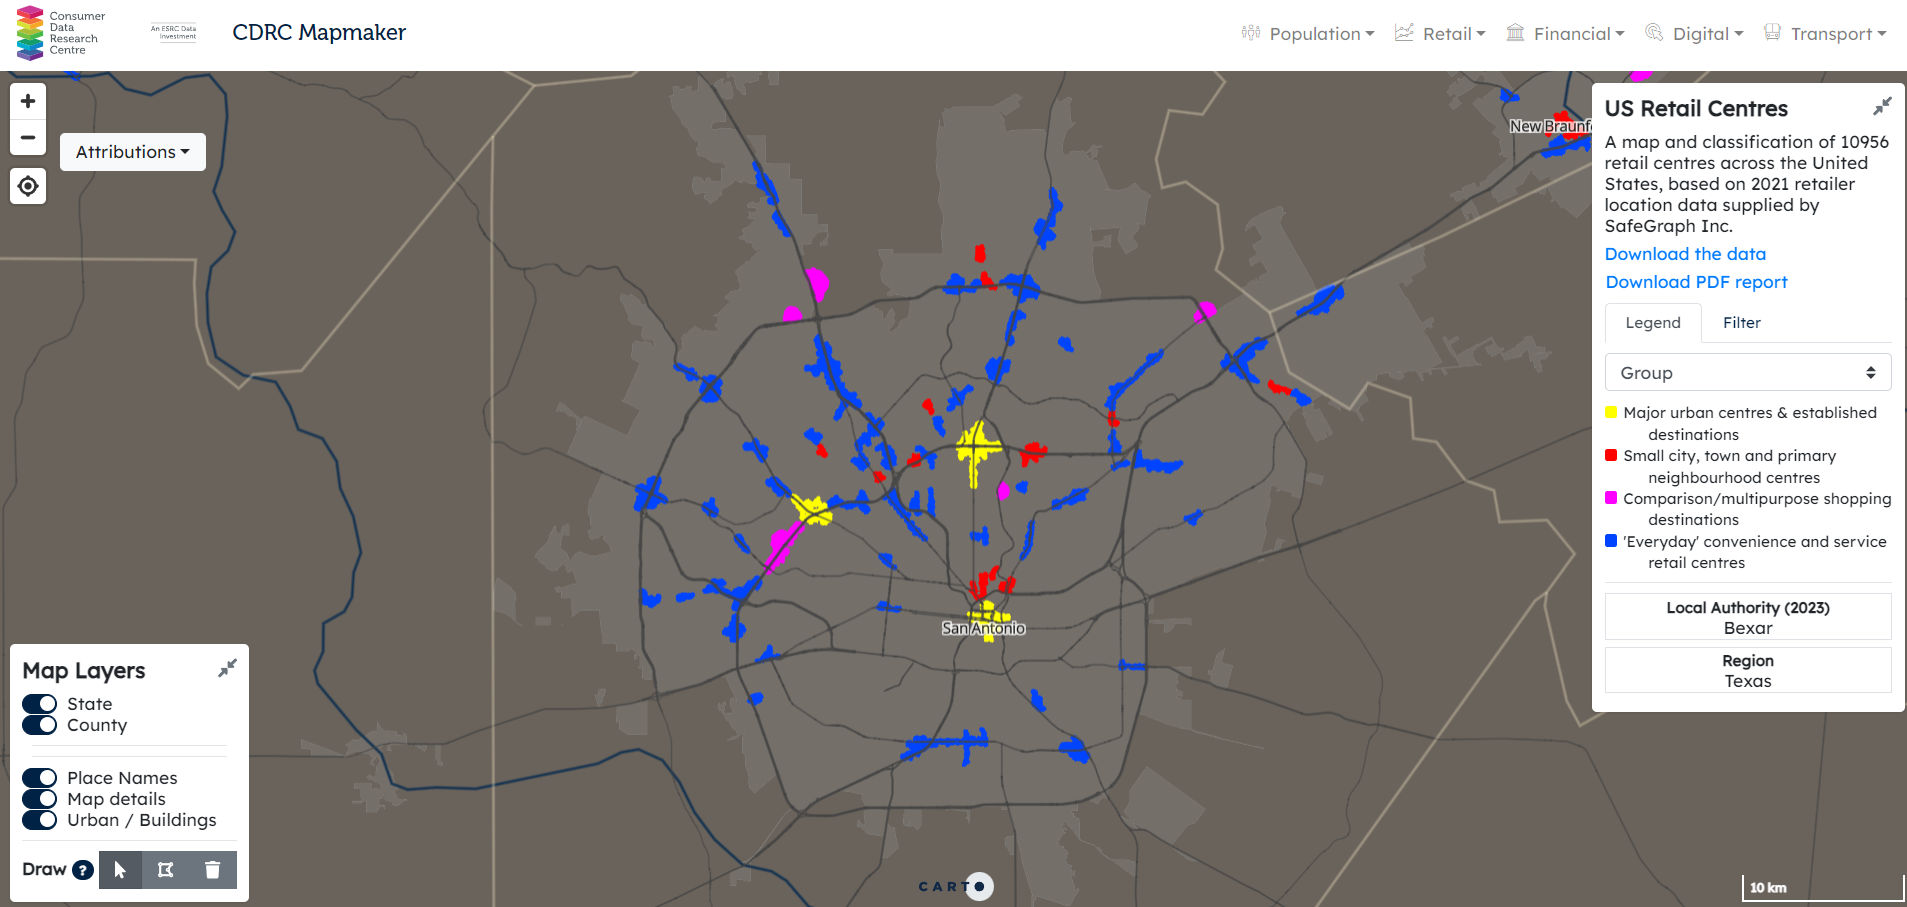 Consumer
Data
Research
Centre
An ESRC Data
Investment
CDRC Mapmaker
Population
Retail
Financial
Digital
Transport
+
−
Attributions
New Braunf
San Antonio
US Retail Centres
A map and classification of 10956
retail centres across the United
States, based on 2021 retailer
location data supplied by
SafeGraph Inc.
Download the data
Download PDF report
Legend
Filter
Group
Major urban centres & established
destinations
Small city, town and primary
neighbourhood centres
Comparison/multipurpose shopping
destinations
'Everyday' convenience and service
retail centres
Local Authority (2023)
Bexar
Region
Texas
Map Layers
State
County
Place Names
Map details
Urban / Buildings
Draw ?
CARTO
10 km